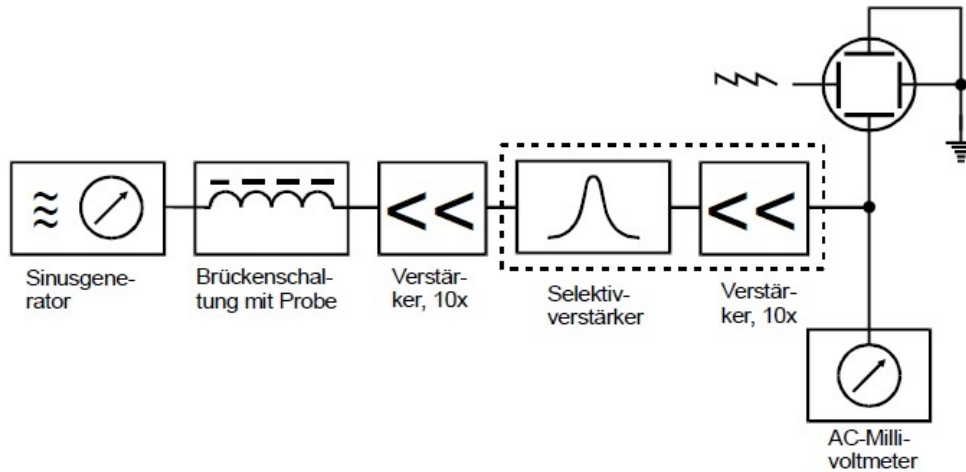 Sinusgene-
rator
Brückenschal-
tung mit Probe
Verstär-
ker, 10x
Selektiv-
verstärker
Verstär-
ker, 10x
AC-Milli-
voltmeter